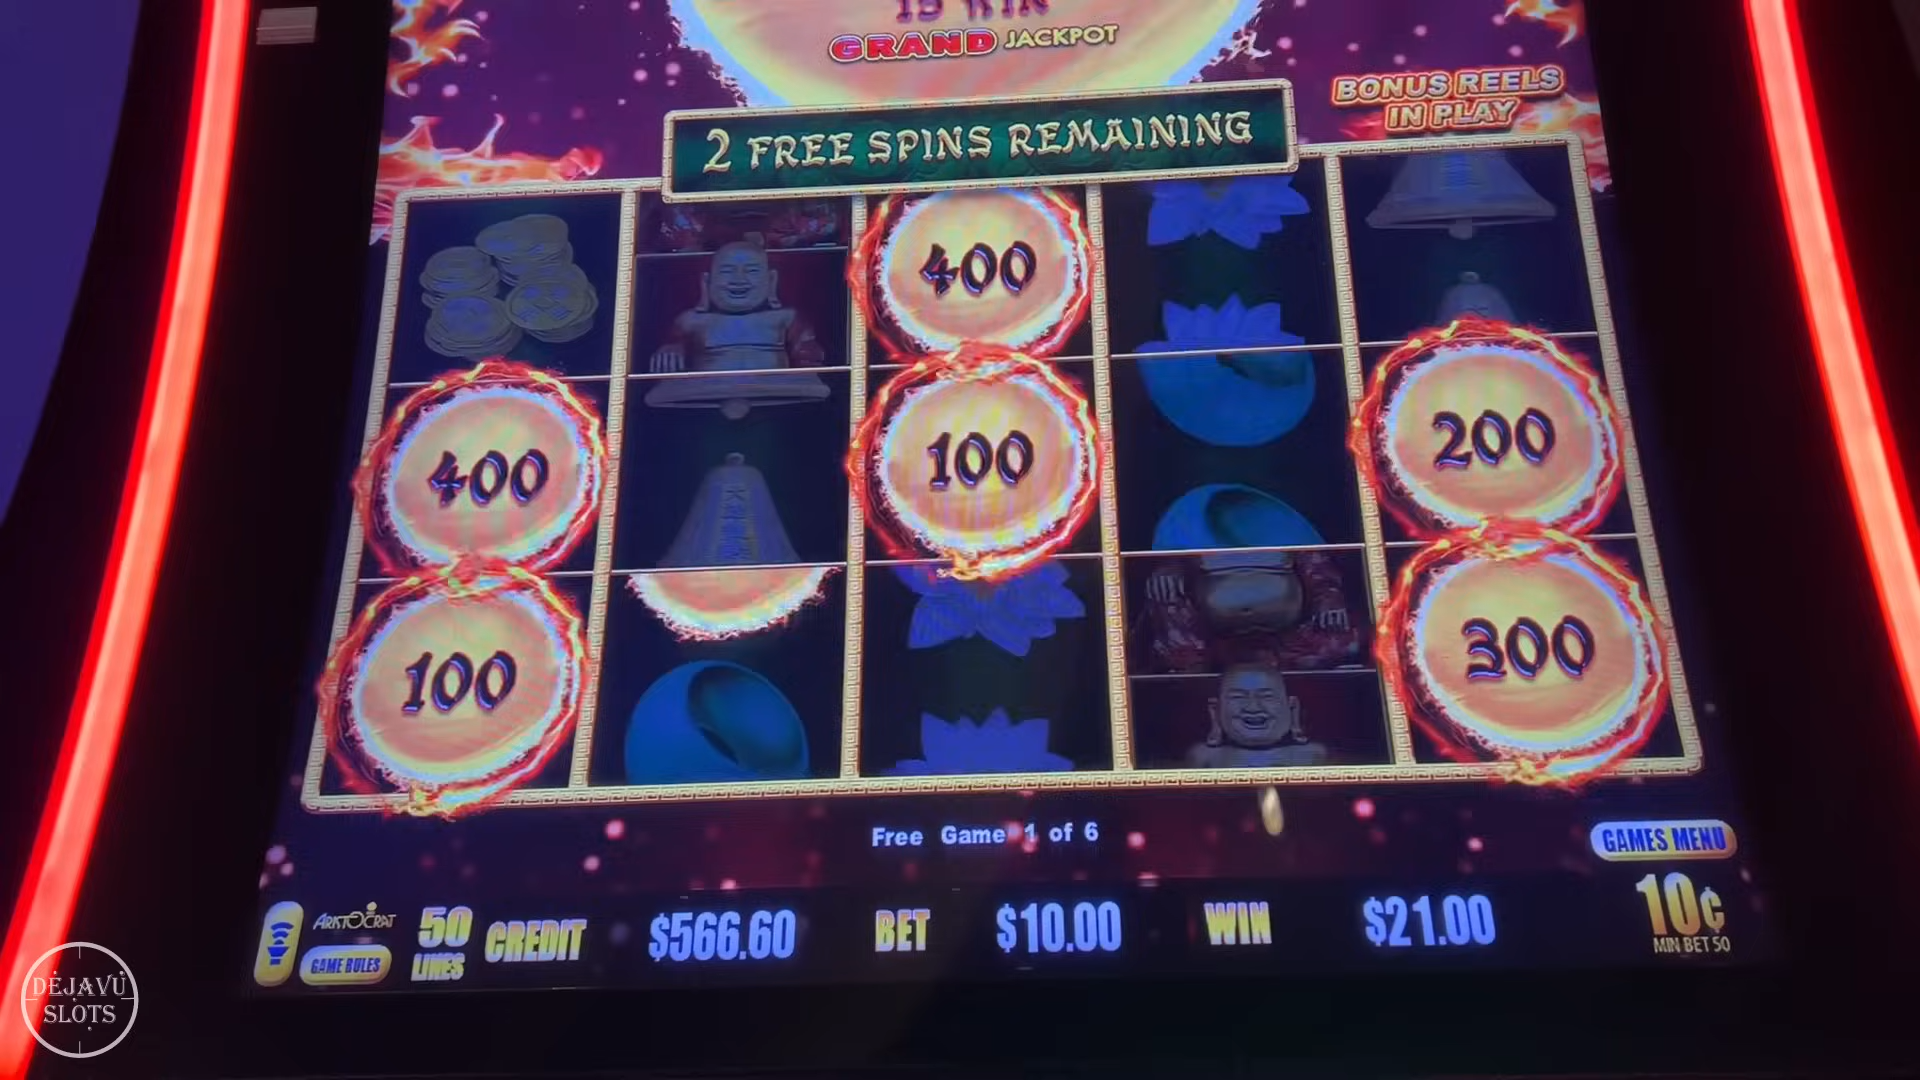 15 WIN
GRAND JACKPOT
BONUS REELS
IN PLAY
2 FREE SPINS REMAINING
400
400
100
200
100
300
Free Game 1 of 6
GAMES MENU
ARISTOCRAT
GAME RULES
50
LINES
CREDIT
$566.60
BET
$10.00
WIN
$21.00
10¢
MIN BET 50
DEJAVU
SLOTS